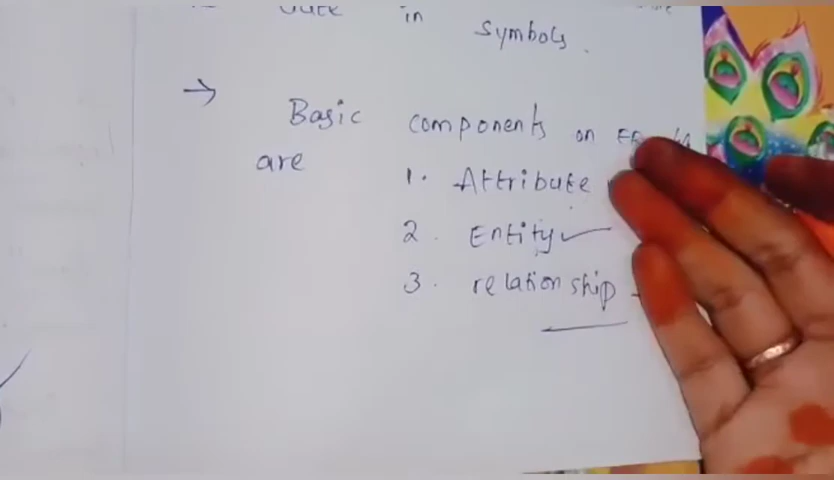 in
symbols.
→ Basic components on
are
1. Attribute
2. Entity
3. relationship